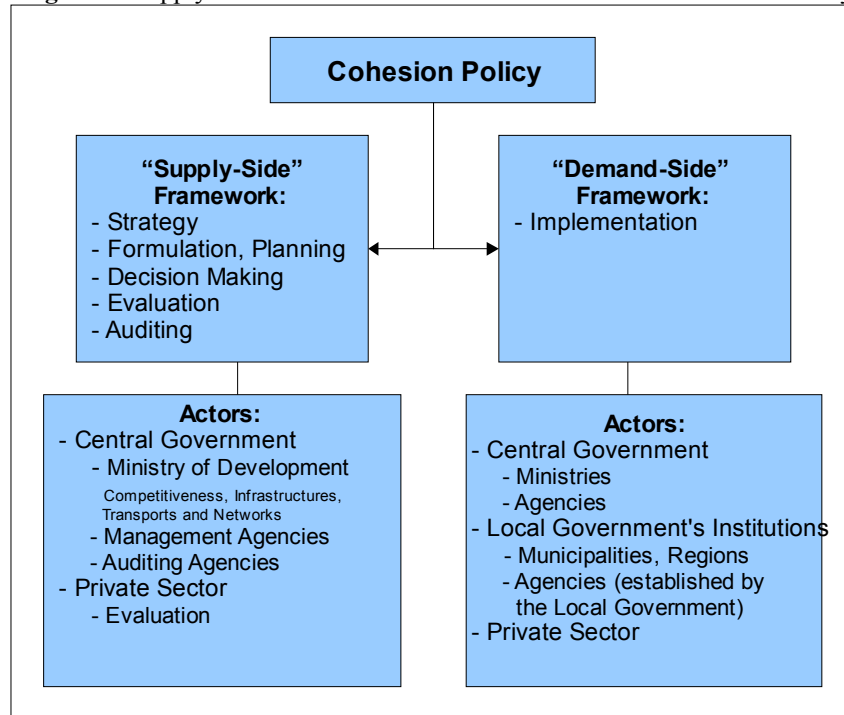 Supply
Cohesion Policy
“Supply-Side”
Framework:
- Strategy
- Formulation, Planning
- Decision Making
- Evaluation
- Auditing
“Demand-Side”
Framework:
- Implementation
Actors:
- Central Government
- Ministry of Development
Competitiveness, Infrastructures,
Transports and Networks
- Management Agencies
- Auditing Agencies
- Private Sector
- Evaluation
Actors:
- Central Government
- Ministries
- Agencies
- Local Government's Institutions
- Municipalities, Regions
- Agencies (established by
the Local Government)
- Private Sector